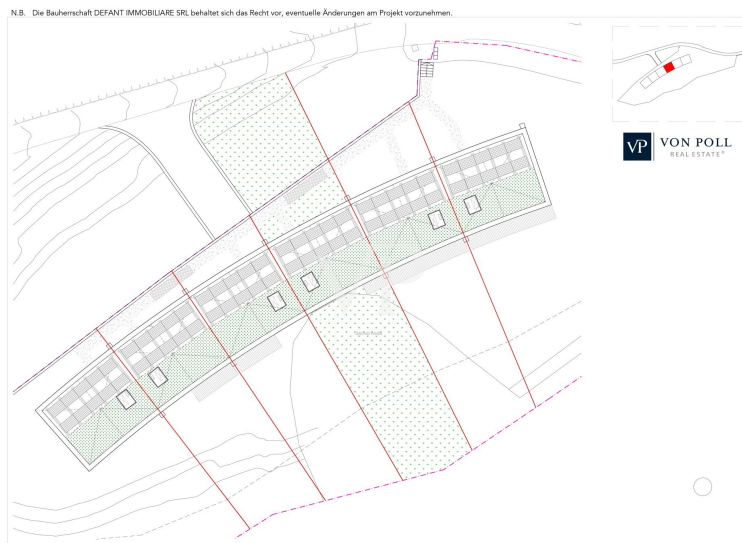 N.B. Die Bauherrschaft DEFANT IMMOBILIARE SRL behaltet sich das Recht vor, eventuelle Änderungen am Projekt vorzunehmen.
VP VON POLL
REAL ESTATE®